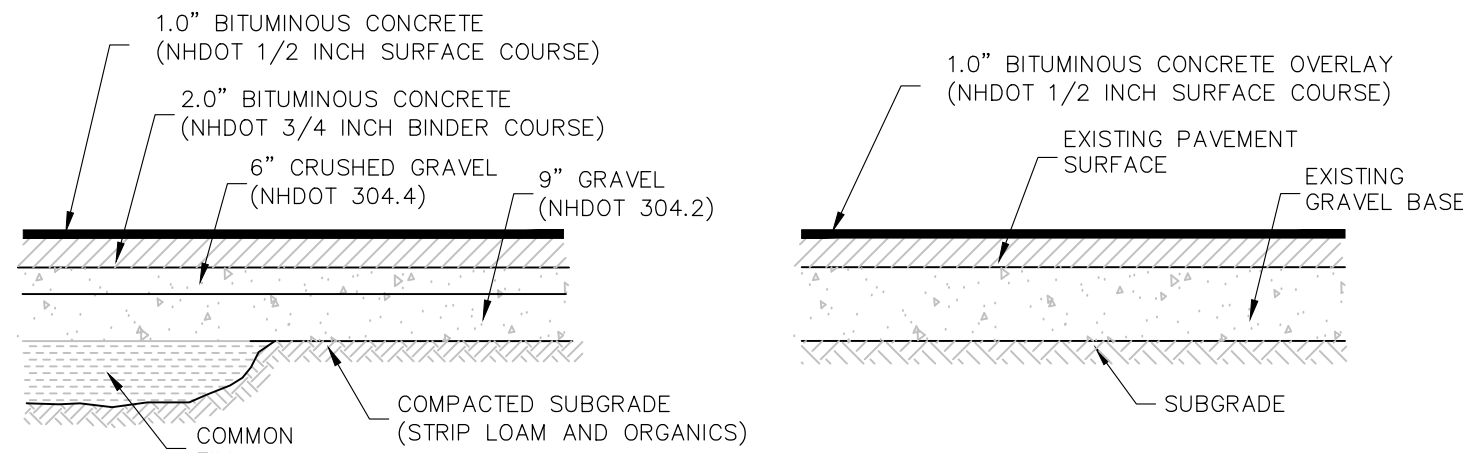 1.0" BITUMINOUS CONCRETE
(NHDOT 1/2 INCH SURFACE COURSE)
2.0" BITUMINOUS CONCRETE
(NHDOT 3/4 INCH BINDER COURSE)
6" CRUSHED GRAVEL
(NHDOT 304.4)
9" GRAVEL
(NHDOT 304.2)
COMPACTED SUBGRADE
(STRIP LOAM AND ORGANICS)
COMMON
1.0" BITUMINOUS CONCRETE OVERLAY
(NHDOT 1/2 INCH SURFACE COURSE)
EXISTING PAVEMENT
SURFACE
EXISTING
GRAVEL BASE
SUBGRADE